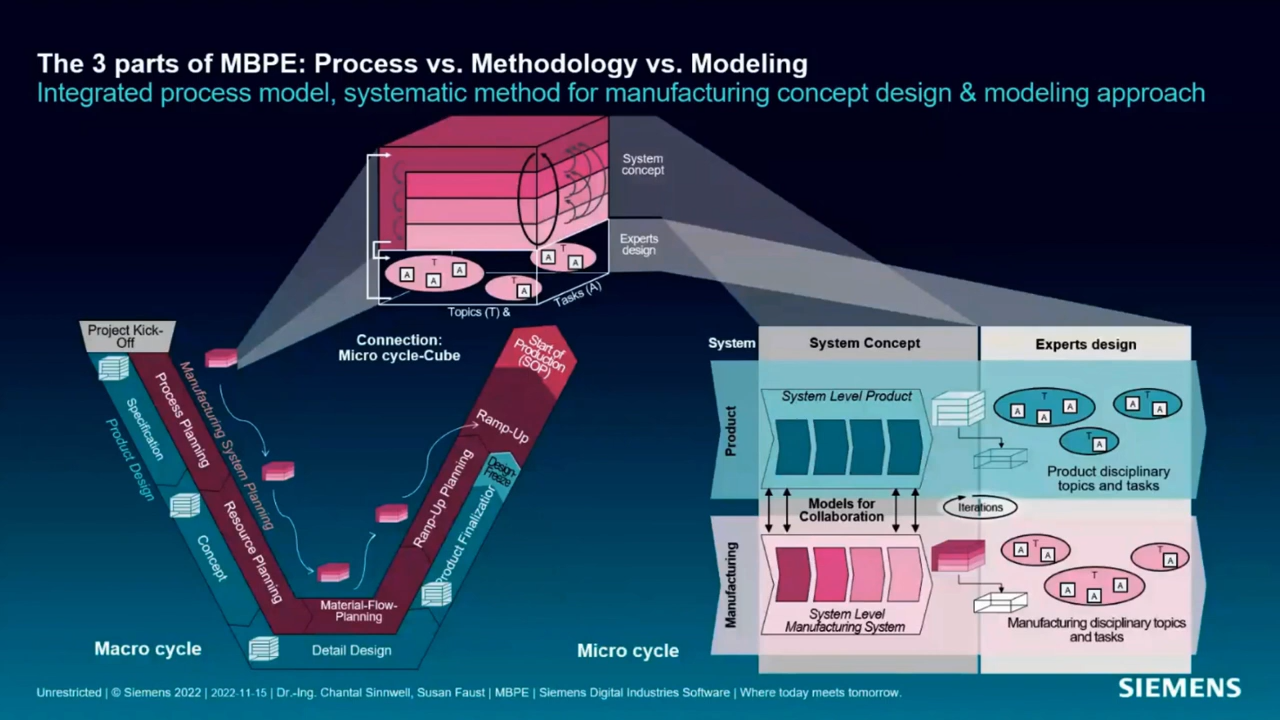 The 3 parts of MBPE: Process vs. Methodology vs. Modeling
Integrated process model, systematic method for manufacturing concept design & modeling approach
System
concept
Experts
design
T
A
A
A
T
A
T
A
A
Topics (T) &
Tasks (A)
Connection:
Micro cycle-Cube
Project Kick-
Off
Specification
Process Planning
Manufacturing System Planning
Product Design
Concept
Resource Planning
Material-Flow-
Planning
Detail Design
Product Finalization
Ramp-Up Planning
Design-
Freeze
Ramp-Up
Start of
Production
(SOP)
Macro cycle
Micro cycle
System
System Concept
Experts design
Product
System Level Product
T
A
A
A
T
A
A
T
A
Product disciplinary
topics and tasks
Models for
Collaboration
Iterations
Manufacturing
System Level
Manufacturing System
T
A
A
T
A
T
A
A
A
Manufacturing disciplinary topics
and tasks
Unrestricted | © Siemens 2022 | 2022-11-15 | Dr.-Ing. Chantal Sinnwell, Susan Faust | MBPE | Siemens Digital Industries Software | Where today meets tomorrow.
SIEMENS